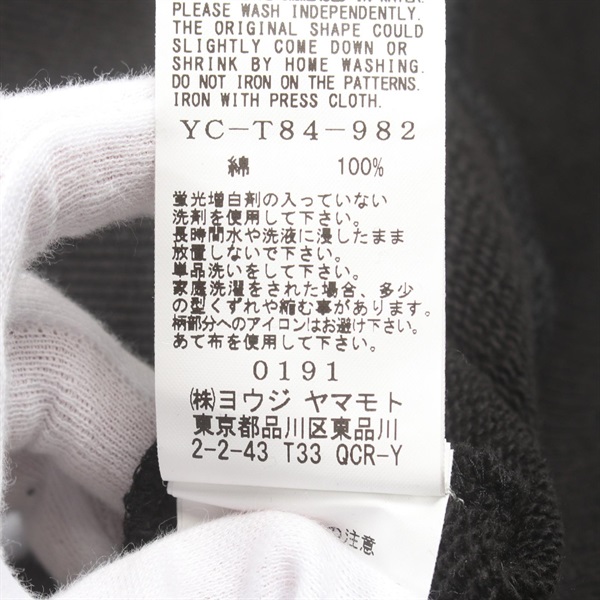 PLEASE WASH INDEPENDENTLY.
THE ORIGINAL SHAPE COULD
SLIGHTLY COME DOWN OR
SHRINK BY HOME WASHING.
DO NOT IRON ON THE PATTERNS.
IRON WITH PRESS CLOTH.
YC-T84-982
綿 100%
蛍光増白剤の入っていない
洗剤を使用して下さい。
長時間水や洗液に浸したまま
放置しないで下さい。
単品洗いをして下さい。
家庭洗濯をされた場合、多少
の型くずれや縮む事があります。
柄部分へのアイロンはお避け下さい。
あて布を使用して下さい。
0191
㈱ヨウジ ヤマモト
東京都品川区東品川
2-2-43 T33 QCR-Y
注意